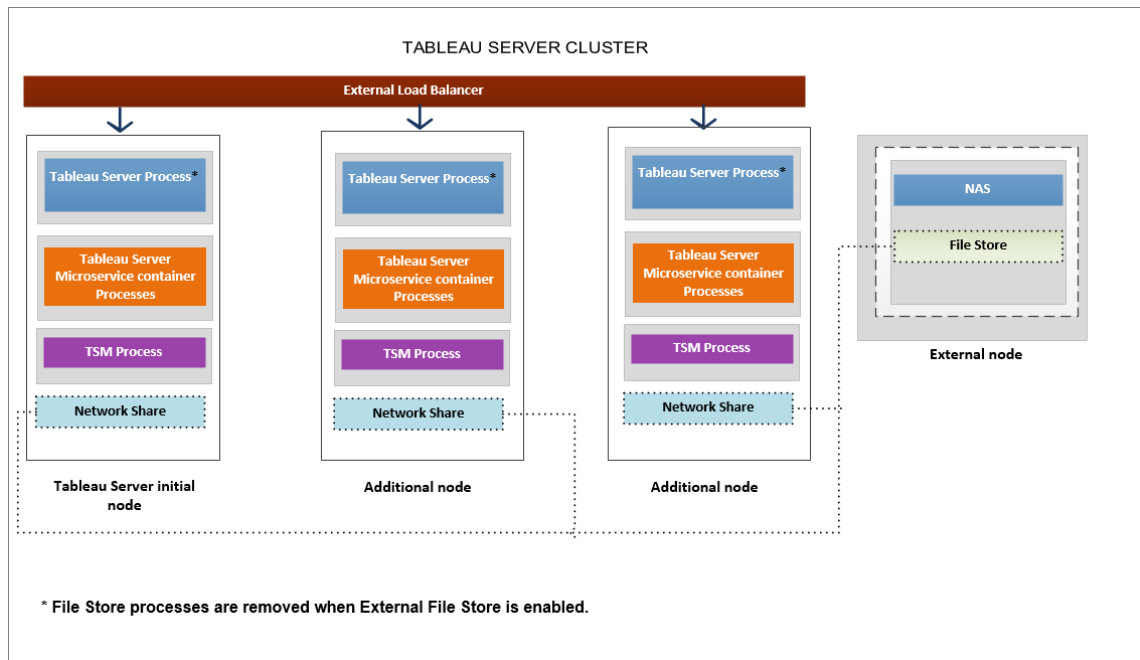 TABLEAU SERVER CLUSTER
External Load Balancer
Tableau Server Process*
Tableau Server
Microservice container
Processes
TSM Process
Network Share
Tableau Server initial
node
Tableau Server Process*
Tableau Server
Microservice container
Processes
TSM Process
Network Share
Additional node
Tableau Server Process*
Tableau Server
Microservice container
Processes
TSM Process
Network Share
Additional node
NAS
File Store
External node
* File Store processes are removed when External File Store is enabled.